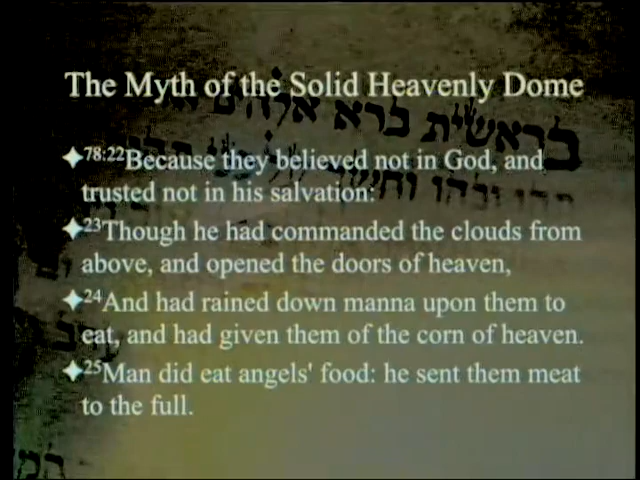 The Myth of the Solid Heavenly Dome
בראשית ברא אלהים
✦78:22Because they believed not in God, and
trusted not in his salvation:
✦23Though he had commanded the clouds from
above, and opened the doors of heaven,
✦24And had rained down manna upon them to
eat, and had given them of the corn of heaven.
✦25Man did eat angels' food: he sent them meat
to the full.